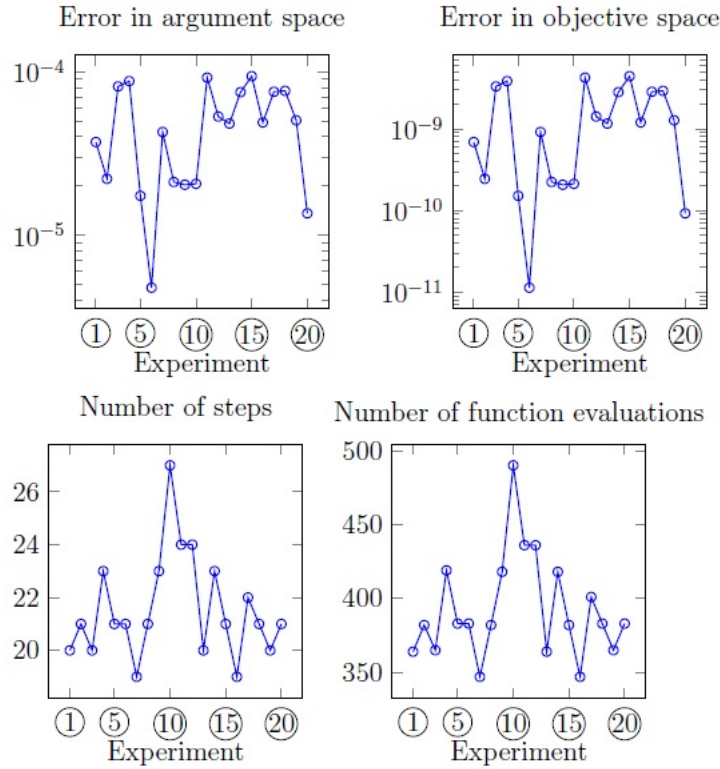 Error in argument space
10⁻⁴
10⁻⁵
1 5 10 15 20
Experiment
Error in objective space
10⁻⁹
10⁻¹⁰
10⁻¹¹
1 5 10 15 20
Experiment
Number of steps
26
24
22
20
1 5 10 15 20
Experiment
Number of function evaluations
500
450
400
350
1 5 10 15 20
Experiment